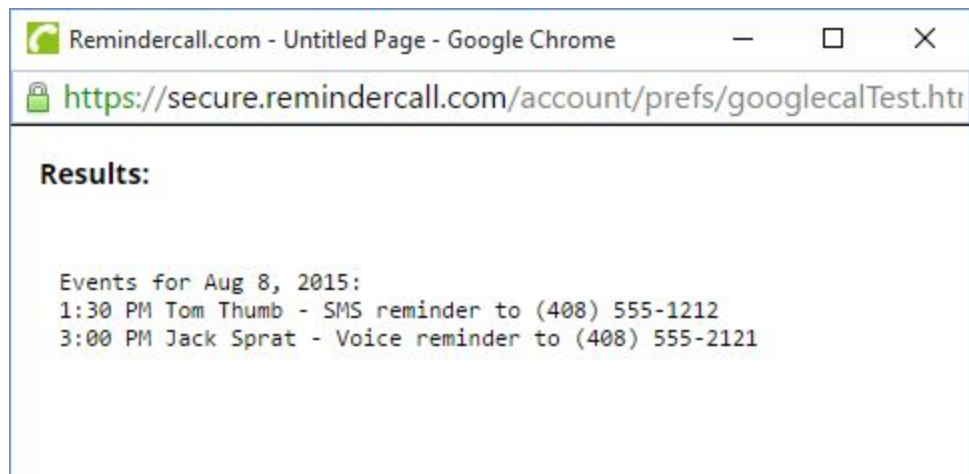 Remindercall.com - Untitled Page - Google Chrome
https://secure.remindercall.com/account/prefs/googlecalTest.htm
Results:
Events for Aug 8, 2015:
1:30 PM Tom Thumb - SMS reminder to (408) 555-1212
3:00 PM Jack Sprat - Voice reminder to (408) 555-2121